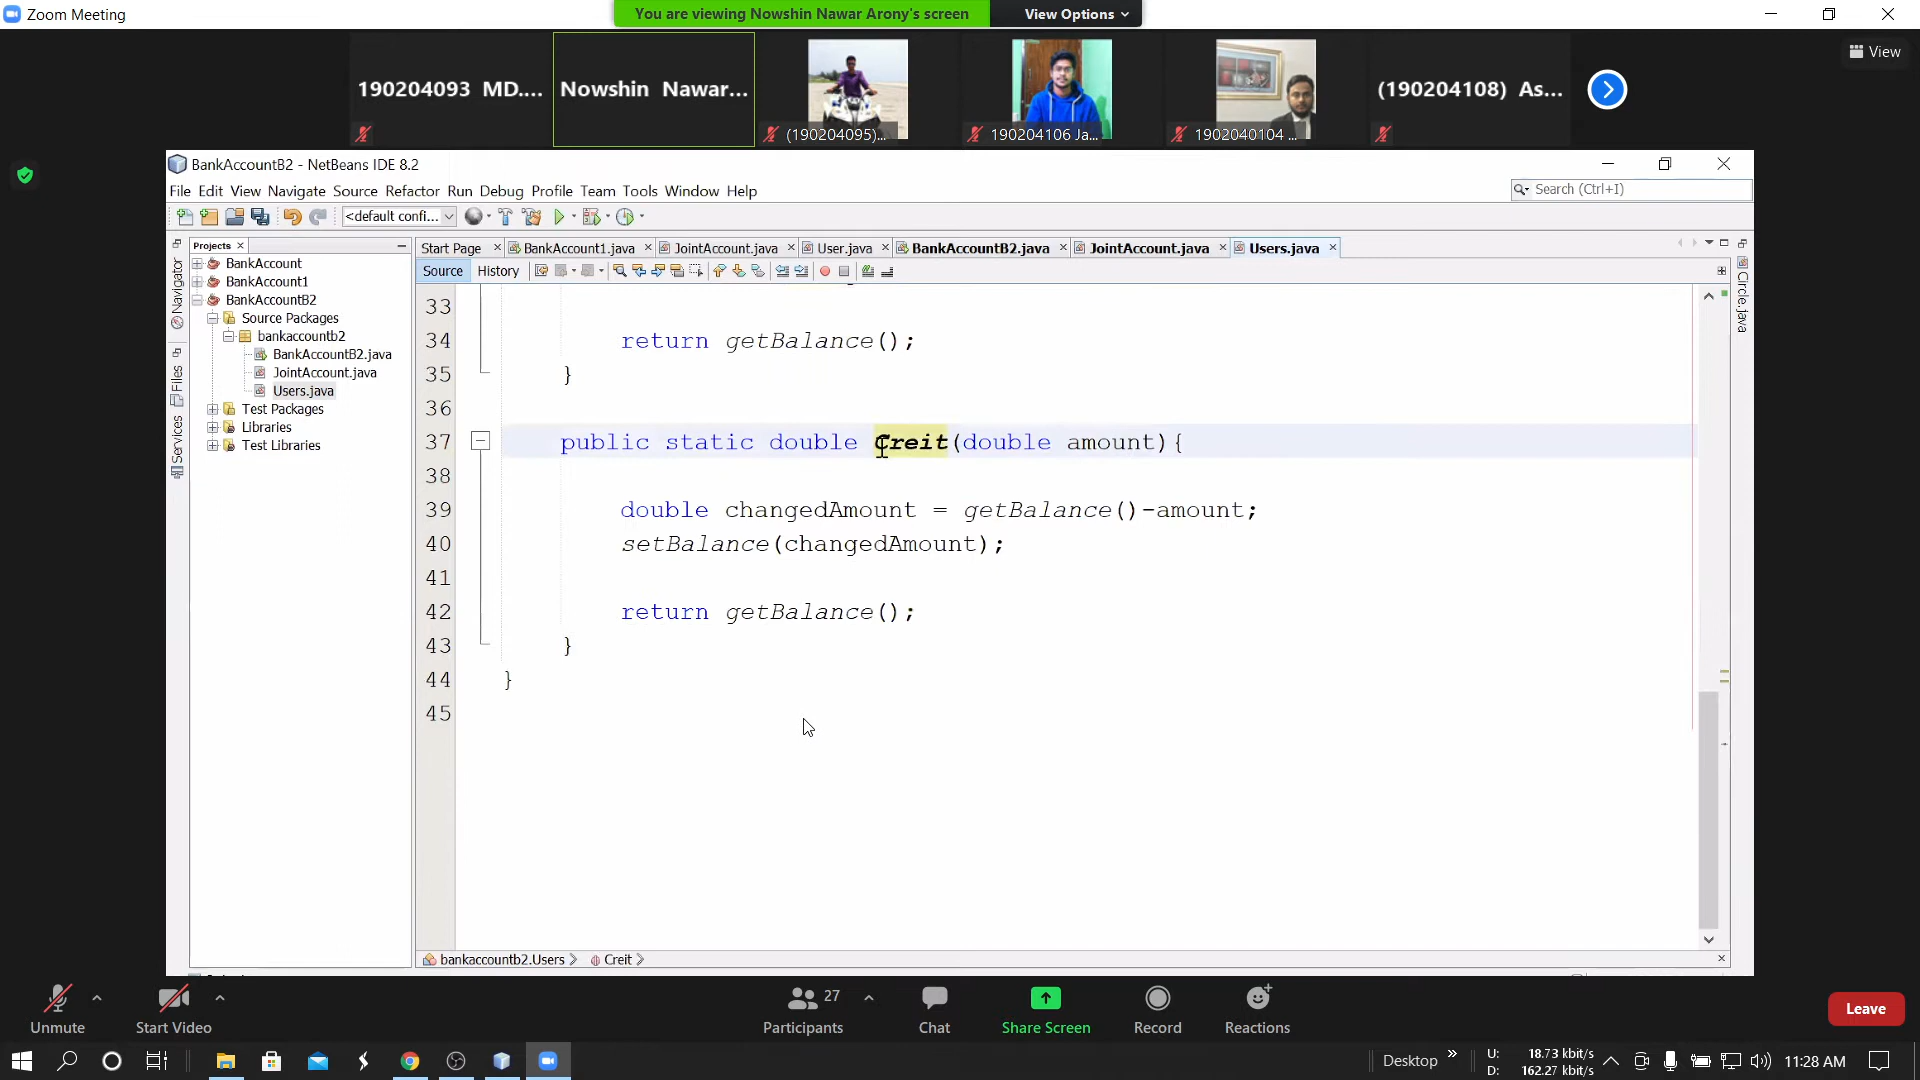 Zoom Meeting
You are viewing Nowshin Nawar Arony's screen View Options
View
190204093 MD....
Nowshin Nawar...
(190204095)...
190204106 Ja...
1902040104 ...
(190204108) As...
BankAccountB2 - NetBeans IDE 8.2
File Edit View Navigate Source Refactor Run Debug Profile Team Tools Window Help
Search (Ctrl+I)
<default confi...
Projects
Start Page BankAccount1.java JointAccount.java User.java BankAccountB2.java JointAccount.java Users.java
Source History
Navigator
Files
Services
BankAccount
BankAccount1
BankAccountB2
Source Packages
bankaccountb2
BankAccountB2.java
JointAccount.java
Users.java
Test Packages
Libraries
Test Libraries
Circle.java
33
34 return getBalance();
35 }
36
37 public static double Creit(double amount){
38
39 double changedAmount = getBalance()-amount;
40 setBalance(changedAmount);
41
42 return getBalance();
43 }
44 }
45
bankaccountb2.Users Creit
Unmute
Start Video
27
Participants
Chat
Share Screen
Record
Reactions
Leave
Desktop
U: 18.73 kbit/s
D: 162.27 kbit/s
11:28 AM